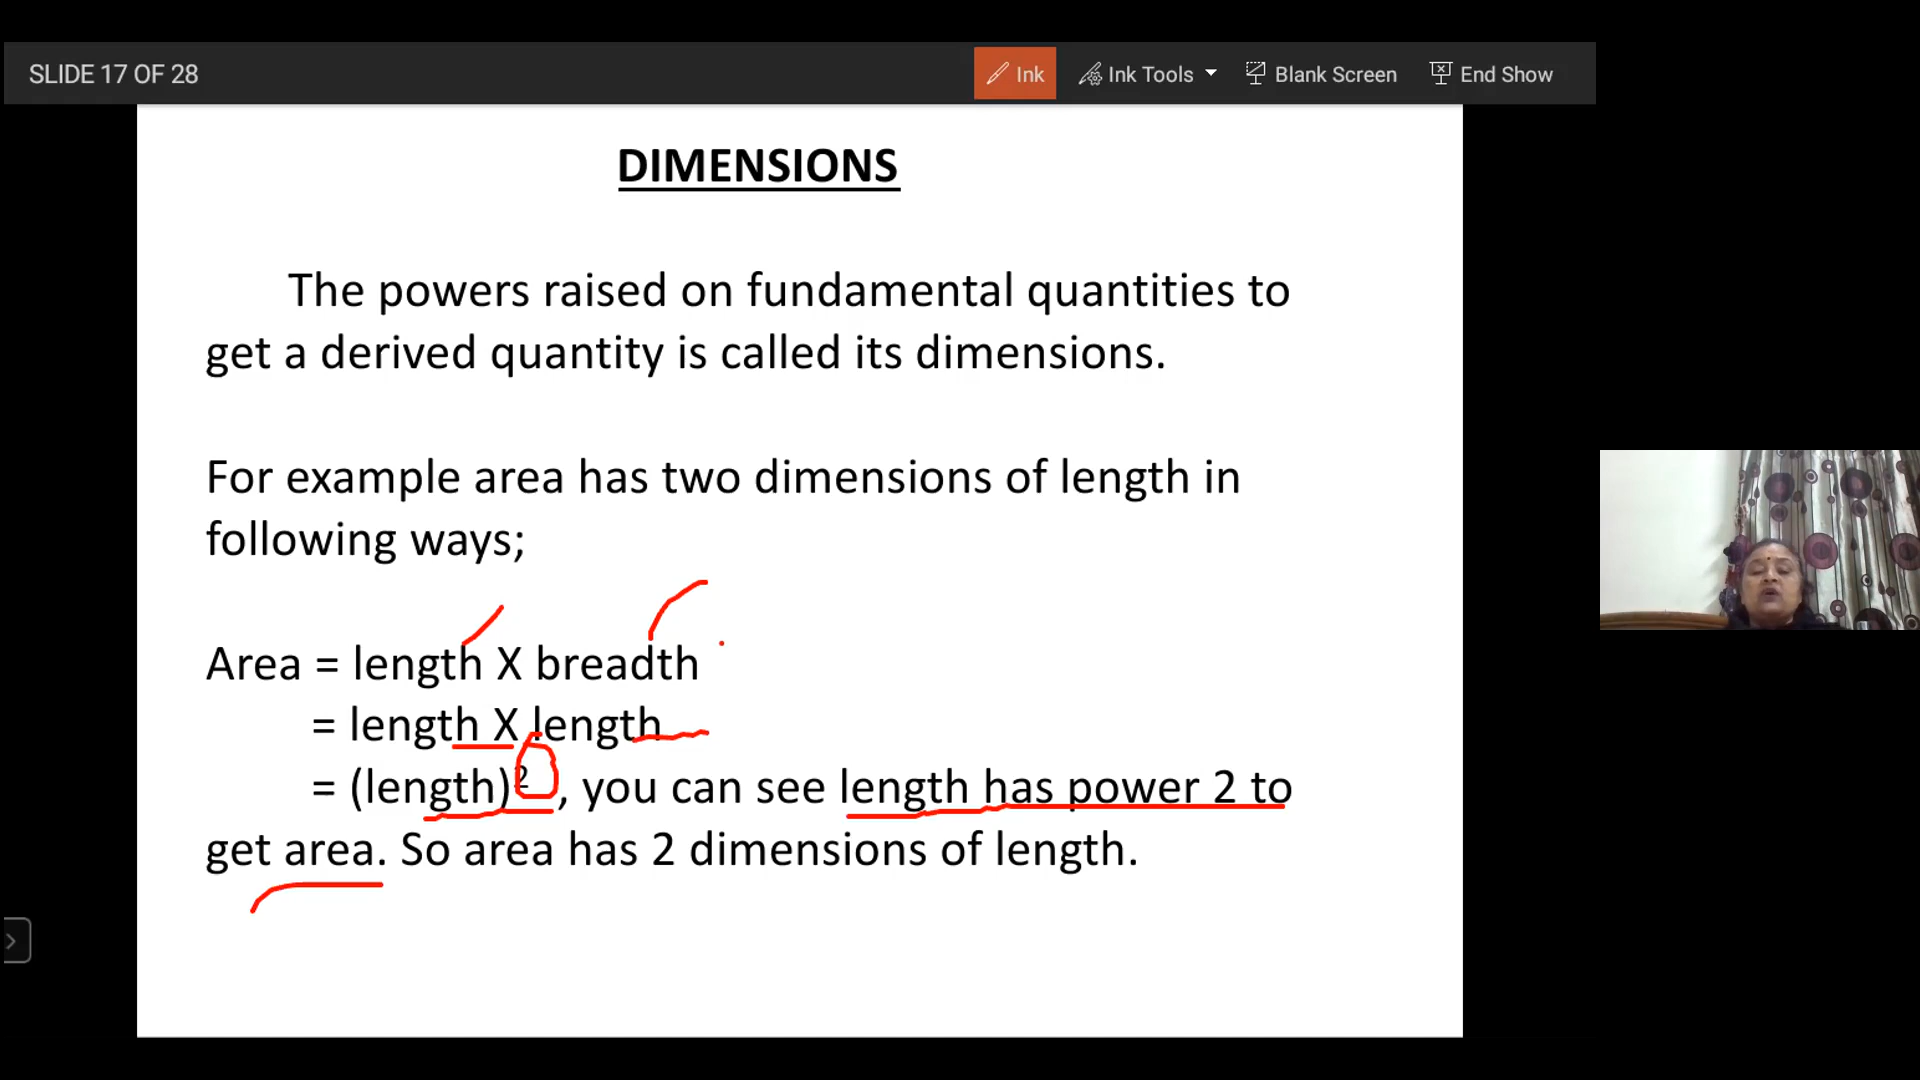 SLIDE 17 OF 28
Ink
Ink Tools
Blank Screen
End Show
DIMENSIONS
The powers raised on fundamental quantities to
get a derived quantity is called its dimensions.
For example area has two dimensions of length in
following ways;
Area = length X breadth
= length X length
= (length)², you can see length has power 2 to
get area. So area has 2 dimensions of length.